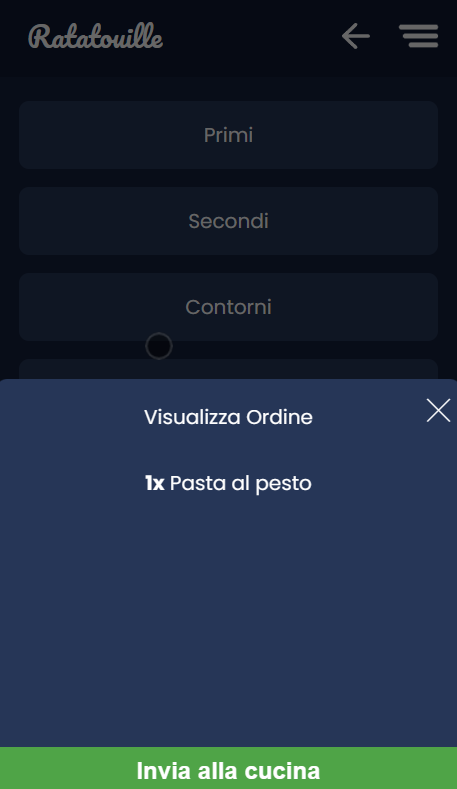 Ratatouille
Primi
Secondi
Contorni
Visualizza Ordine
1x Pasta al pesto
Invia alla cucina